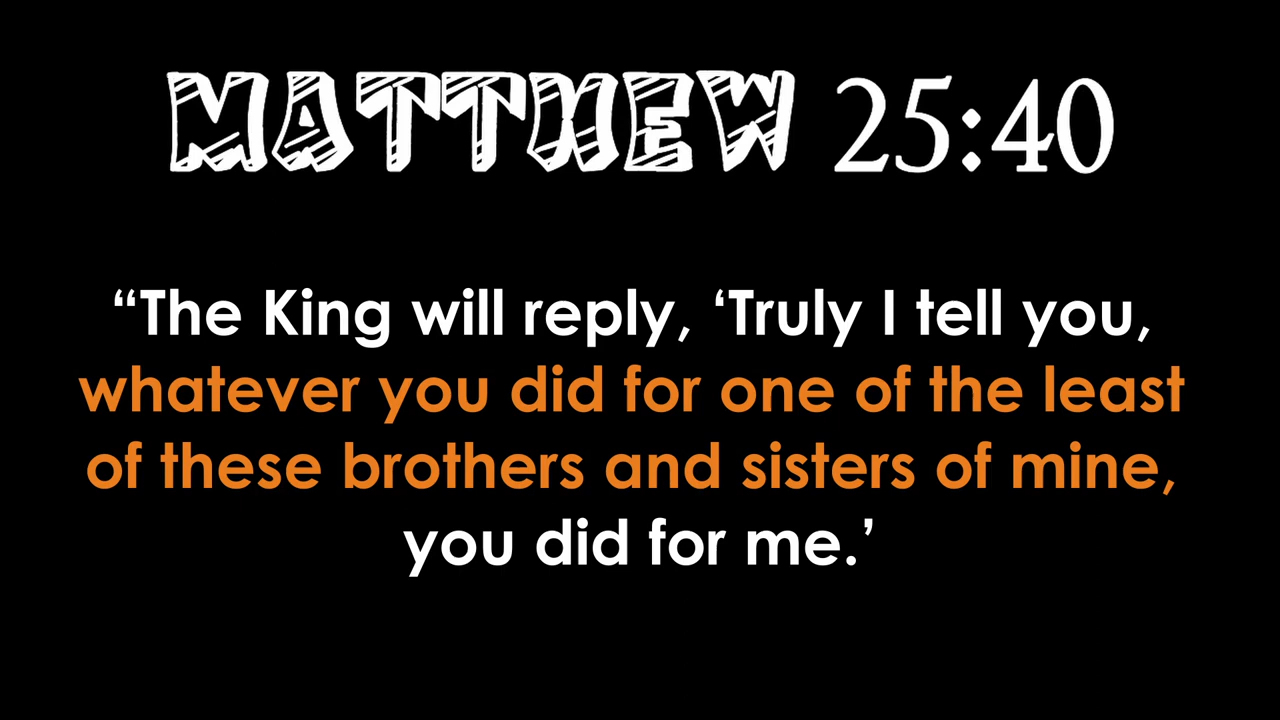 MATTHEW 25:40
“The King will reply, ‘Truly I tell you,
whatever you did for one of the least
of these brothers and sisters of mine,
you did for me.’